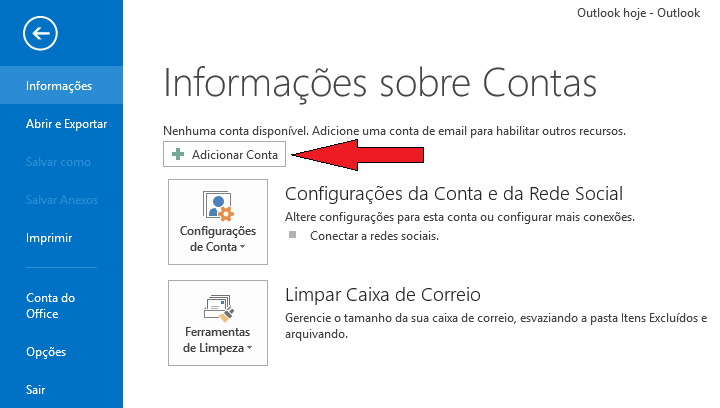 Outlook hoje - Outlook
Informações
Abrir e Exportar
Salvar como
Salvar Anexos
Imprimir
Conta do
Office
Opções
Sair
Informações sobre Contas
Nenhuma conta disponível. Adicione uma conta de email para habilitar outros recursos.
Adicionar Conta
Configurações
de Conta
Configurações da Conta e da Rede Social
Altere configurações para esta conta ou configurar mais conexões.
Conectar a redes sociais.
Ferramentas
de Limpeza
Limpar Caixa de Correio
Gerencie o tamanho da sua caixa de correio, esvaziando a pasta Itens Excluídos e
arquivando.